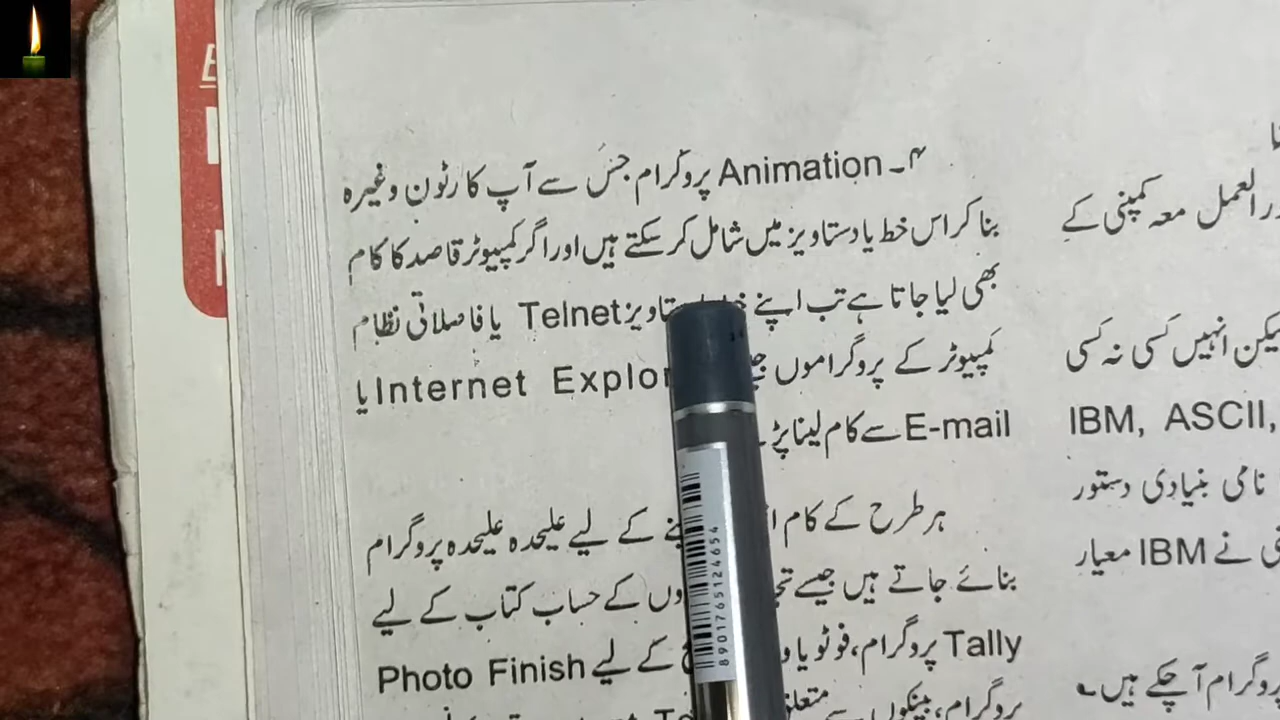 ۴۔ Animation پروگرام جس سے آپ کارٹون وغیرہ
بنا کر اس خط یا دستاویز میں شامل کر سکتے ہیں اور اگر کمپیوٹر قاصد کا کام
بھی لیا جاتا ہے تب اپنے Telnet یا فاصلاتی نظام
کمپیوٹر کے پروگراموں Internet یا
E-mail سے کام لینا
ہر طرح کے کام کے لیے علیحدہ علیحدہ پروگرام
بنائے جاتے ہیں جیسے کے حساب کتاب کے لیے
Tally پروگرام، فوٹو یا کے لیے Photo Finish
پروگرام، بینکوں
معہ کمپنی کے
لیکن انہیں کسی نہ کسی
IBM, ASCII,
نامی بنیادی دستور
نے IBM معیار
پروگرام آ چکے ہیں۔
8901765124654